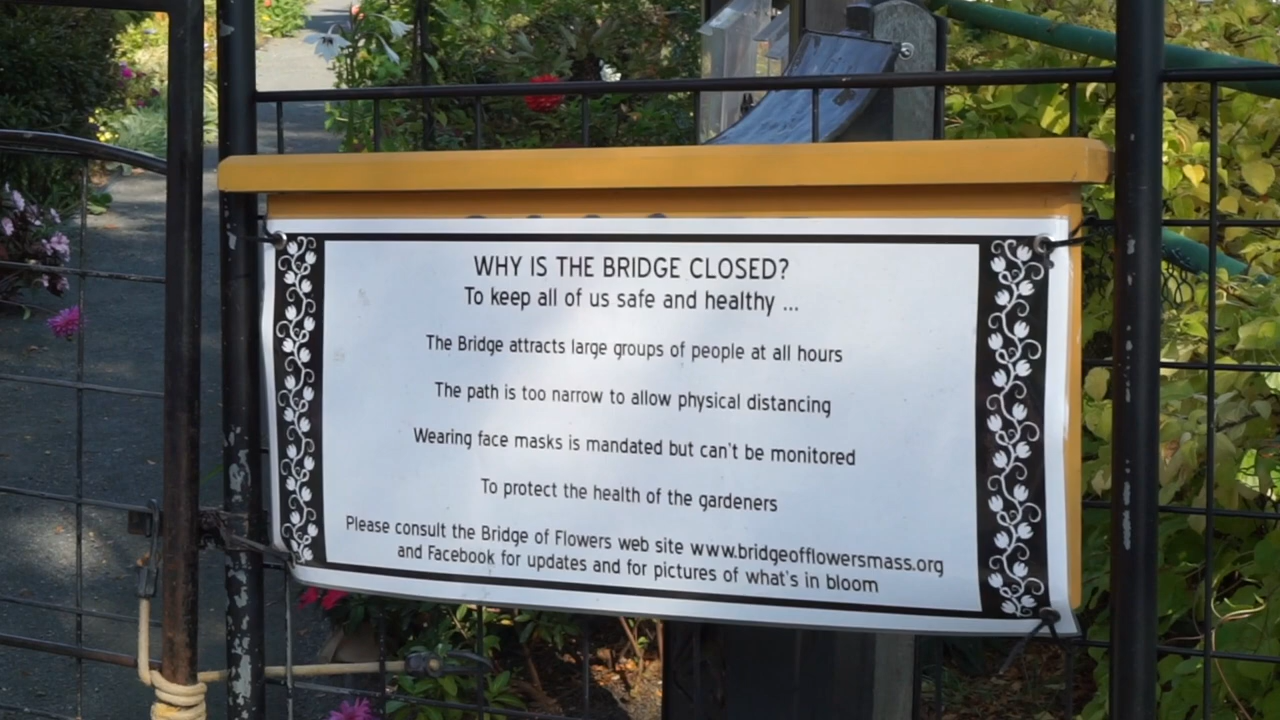 WHY IS THE BRIDGE CLOSED?
To keep all of us safe and healthy ...
The Bridge attracts large groups of people at all hours
The path is too narrow to allow physical distancing
Wearing face masks is mandated but can't be monitored
To protect the health of the gardeners
Please consult the Bridge of Flowers web site www.bridgeofflowersmass.org
and Facebook for updates and for pictures of what's in bloom